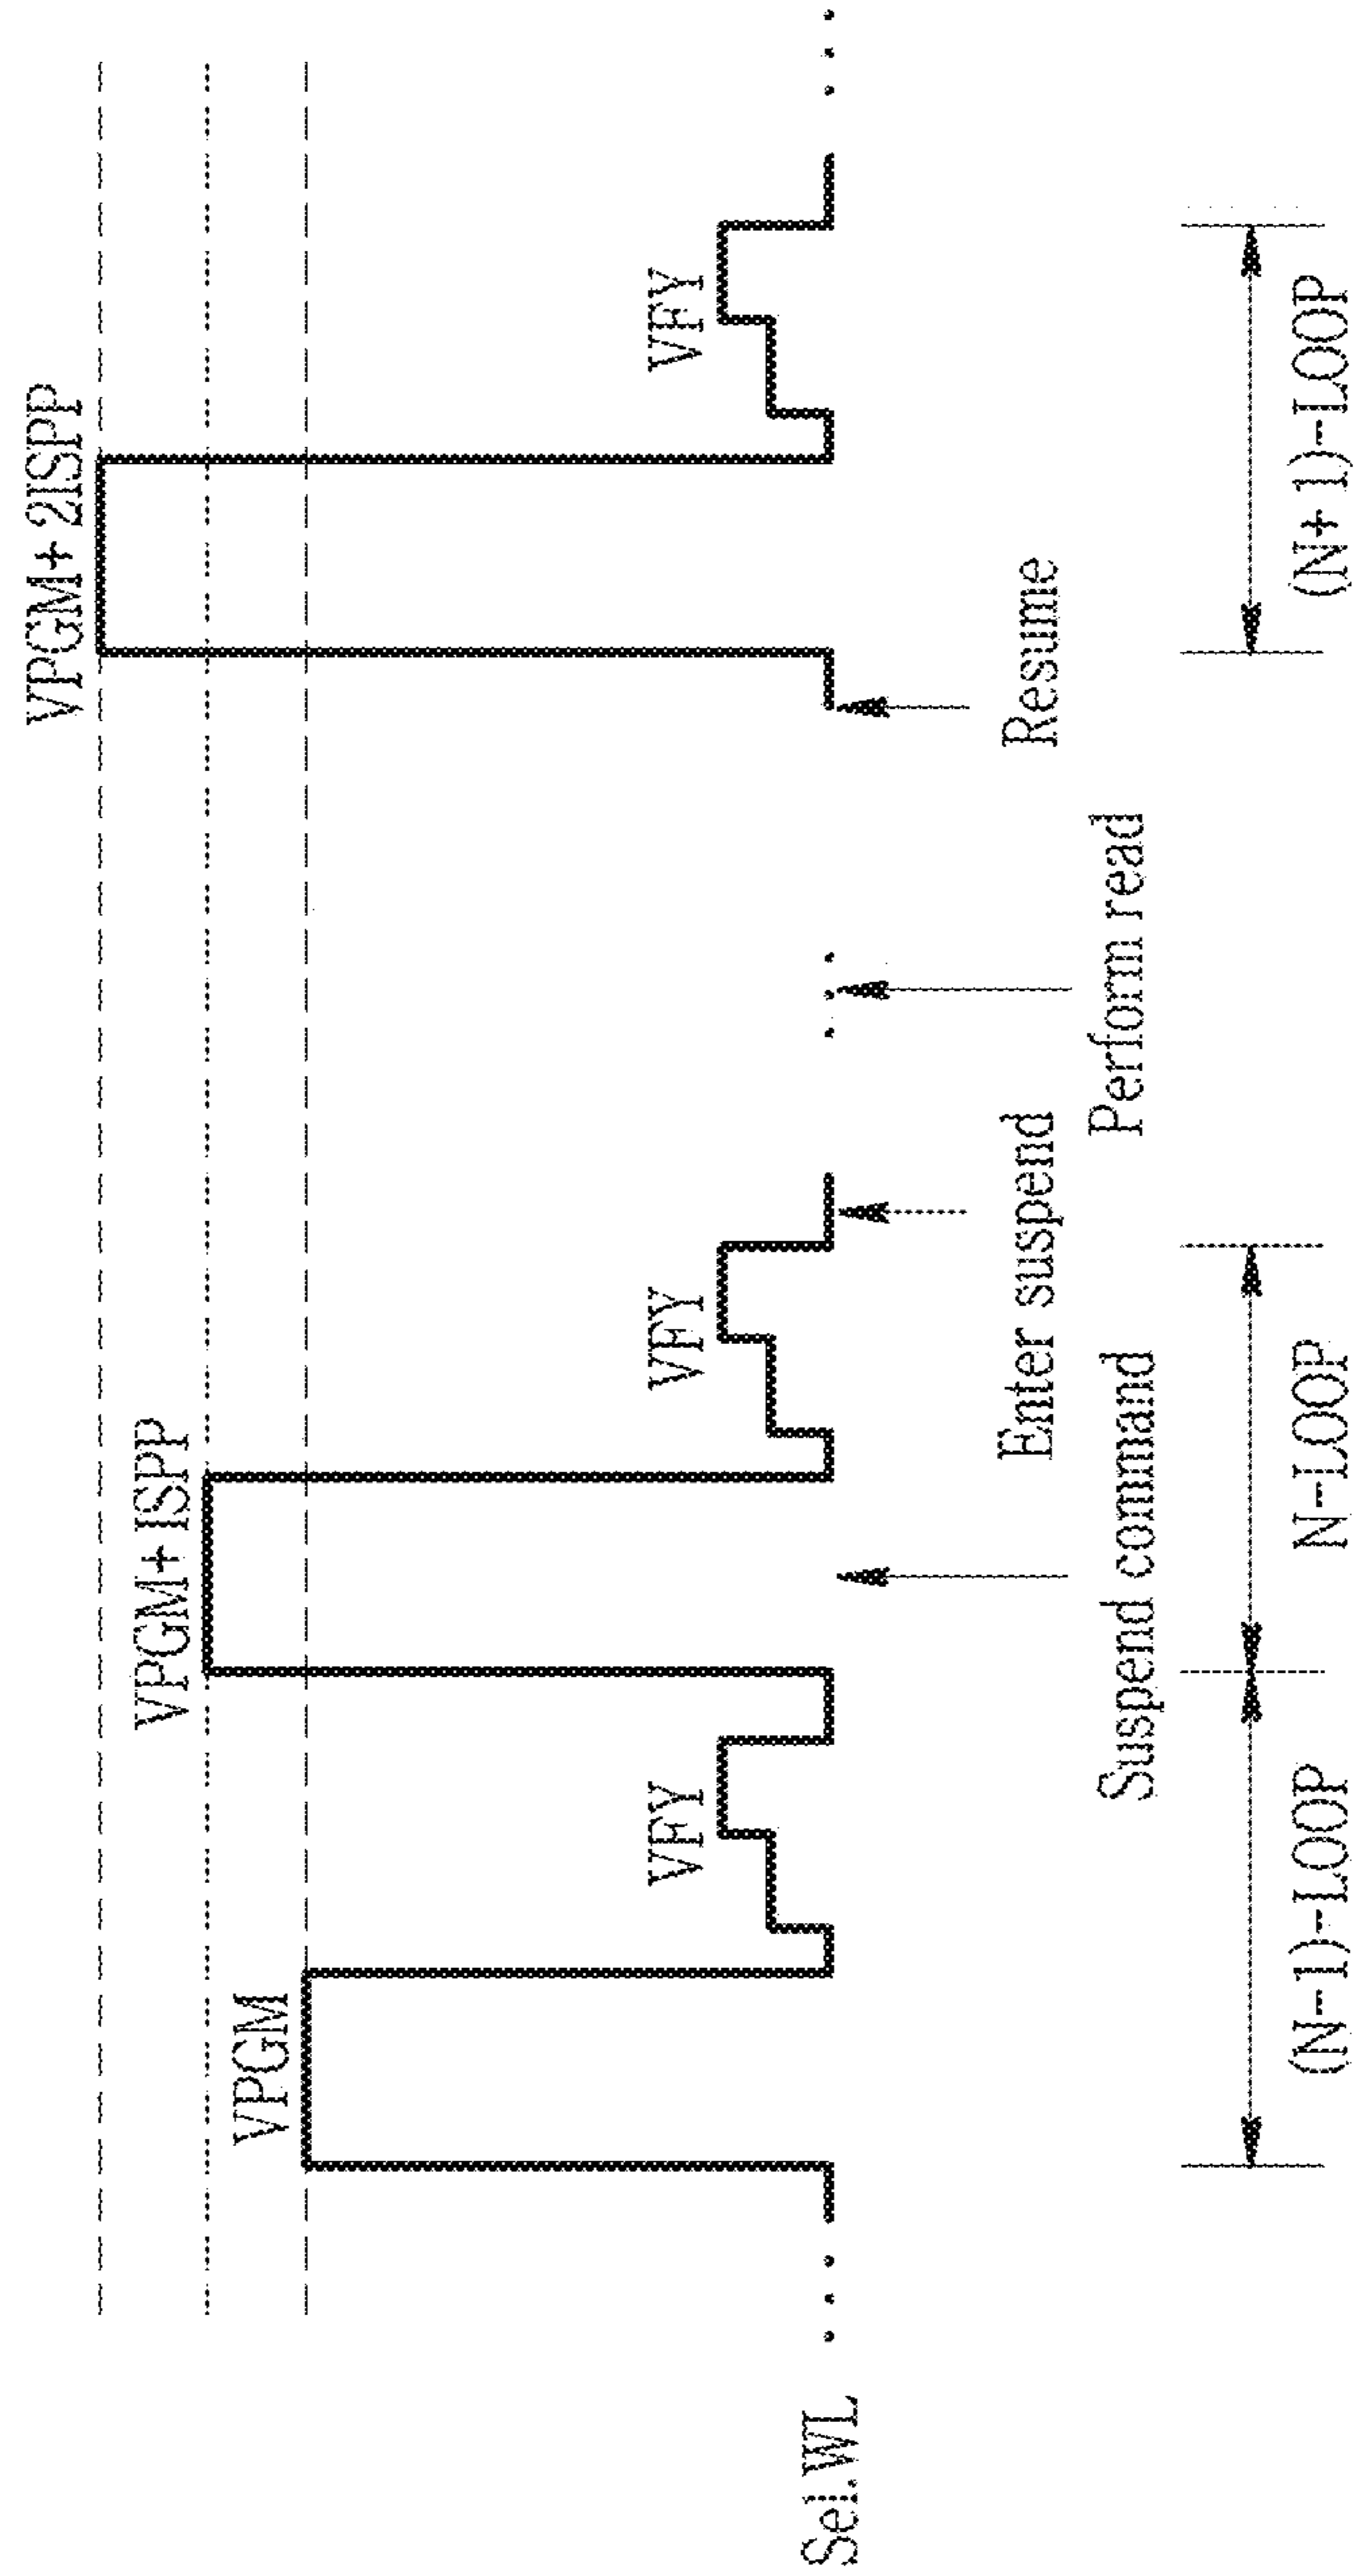 VPGM+2ISPP
VPGM+ISPP
VPGM
VFY
VFY
VFY
Sel.WL
Suspend command
Enter suspend
Perform read
Resume
(N-1)-LOOP
N-LOOP
(N+1)-LOOP